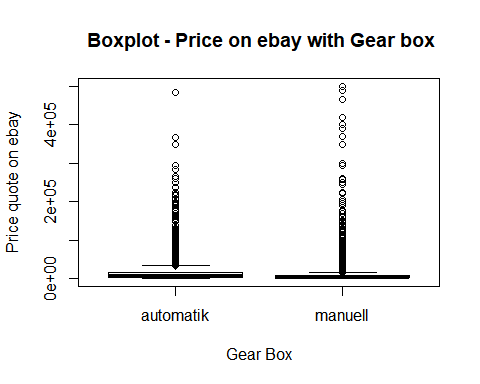 Boxplot - Price on ebay with Gear box
Price quote on ebay
4e+05
2e+05
0e+00
automatik
manuell
Gear Box